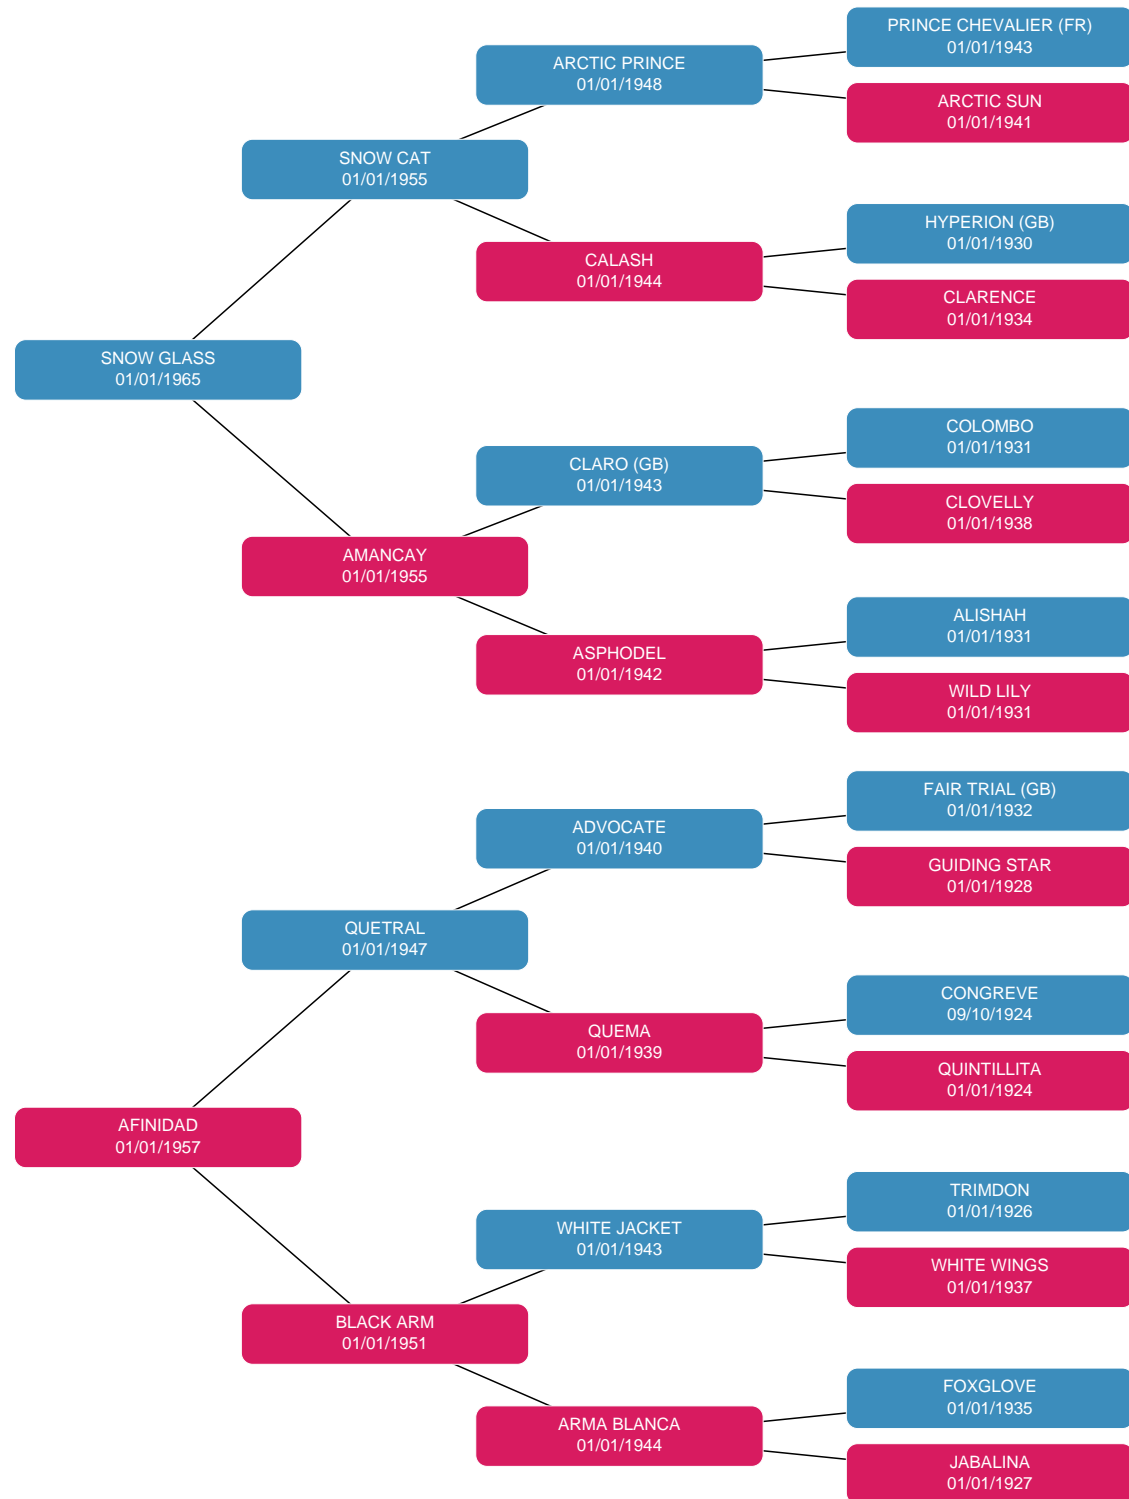 PRINCE CHEVALIER (FR)
01/01/1943
ARCTIC PRINCE
01/01/1948
ARCTIC SUN
01/01/1941
SNOW CAT
01/01/1955
HYPERION (GB)
01/01/1930
CALASH
01/01/1944
CLARENCE
01/01/1934
SNOW GLASS
01/01/1965
COLOMBO
01/01/1931
CLARO (GB)
01/01/1943
CLOVELLY
01/01/1938
AMANCAY
01/01/1955
ALISHAH
01/01/1931
ASPHODEL
01/01/1942
WILD LILY
01/01/1931
FAIR TRIAL (GB)
01/01/1932
ADVOCATE
01/01/1940
GUIDING STAR
01/01/1928
QUETRAL
01/01/1947
CONGREVE
09/10/1924
QUEMA
01/01/1939
QUINTILLITA
01/01/1924
AFINIDAD
01/01/1957
TRIMDON
01/01/1926
WHITE JACKET
01/01/1943
WHITE WINGS
01/01/1937
BLACK ARM
01/01/1951
FOXGLOVE
01/01/1935
ARMA BLANCA
01/01/1944
JABALINA
01/01/1927